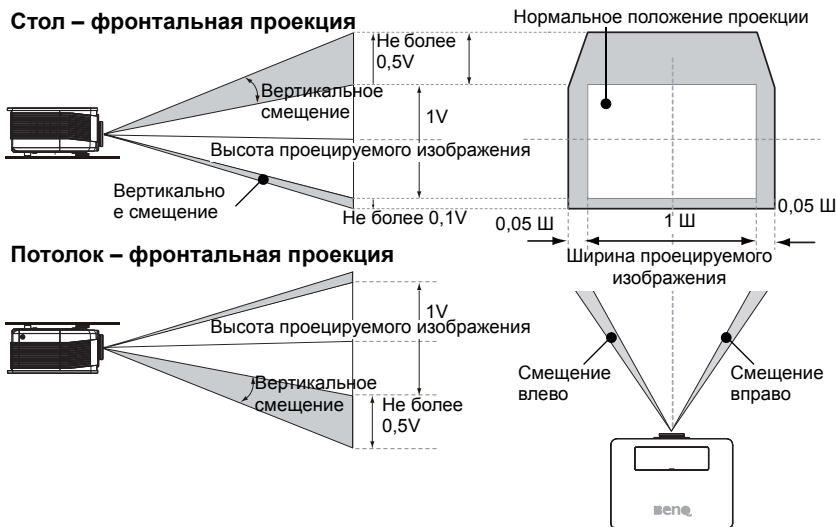 Стол – фронтальная проекция
Нормальное положение проекции
Не более
0,5V
Вертикальное
смещение
1V
Высота проецируемого изображения
Вертикально
е смещение
Не более 0,1V
0,05 Ш
1 Ш
0,05 Ш
Ширина проецируемого
изображения
Потолок – фронтальная проекция
1V
Высота проецируемого изображения
Вертикальное
смещение
Не более
0,5V
Смещение
влево
Смещение
вправо
BenQ